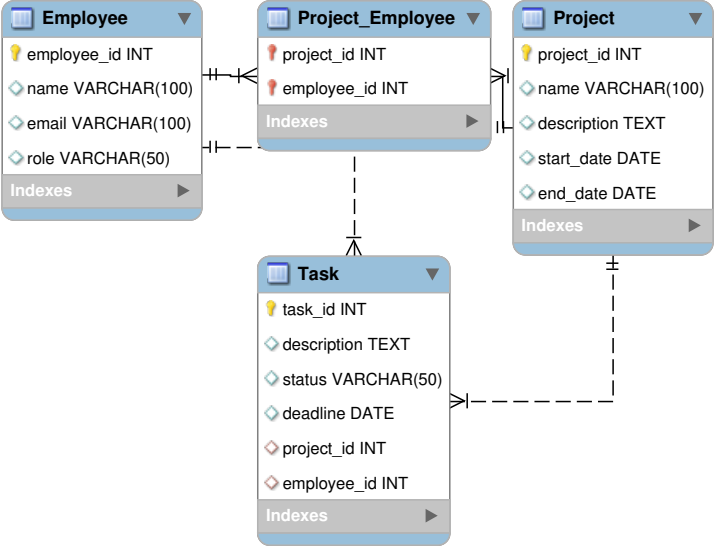 Employee
employee_id INT
name VARCHAR(100)
email VARCHAR(100)
role VARCHAR(50)
Indexes
Project_Employee
project_id INT
employee_id INT
Indexes
Project
project_id INT
name VARCHAR(100)
description TEXT
start_date DATE
end_date DATE
Indexes
Task
task_id INT
description TEXT
status VARCHAR(50)
deadline DATE
project_id INT
employee_id INT
Indexes